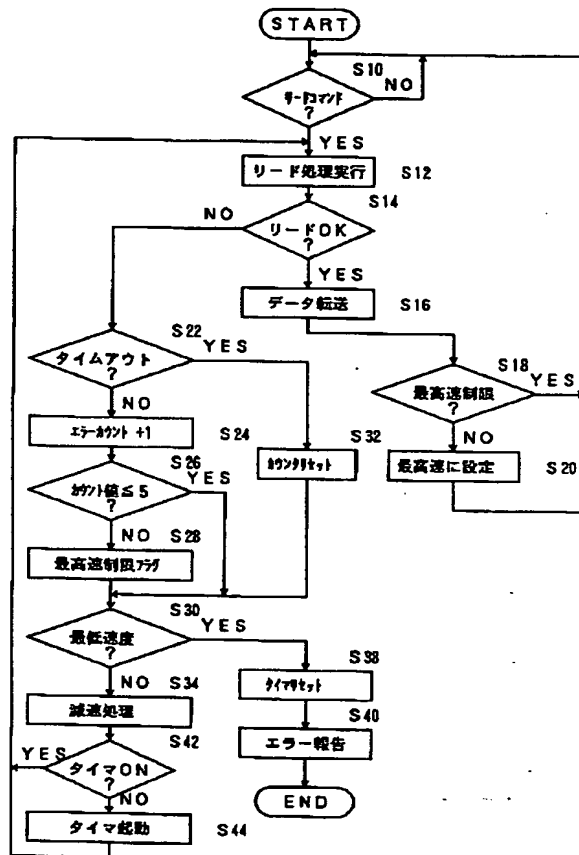 START
S10
リードコマンド
?
NO
YES
リード処理実行
S12
S14
NO
リードOK
?
YES
データ転送
S16
S22
タイムアウト
?
YES
S18
最高速制限
?
YES
NO
エラーカウント +1
S24
S32
カウンタリセット
NO
最高速に設定
S20
S26
カウント値≤5
?
YES
NO
S28
最高速制限フラグ
S30
最低速度
?
YES
S38
タイマリセット
NO
S34
減速処理
S40
エラー報告
S42
YES
タイマON
?
END
NO
タイマ起動
S44